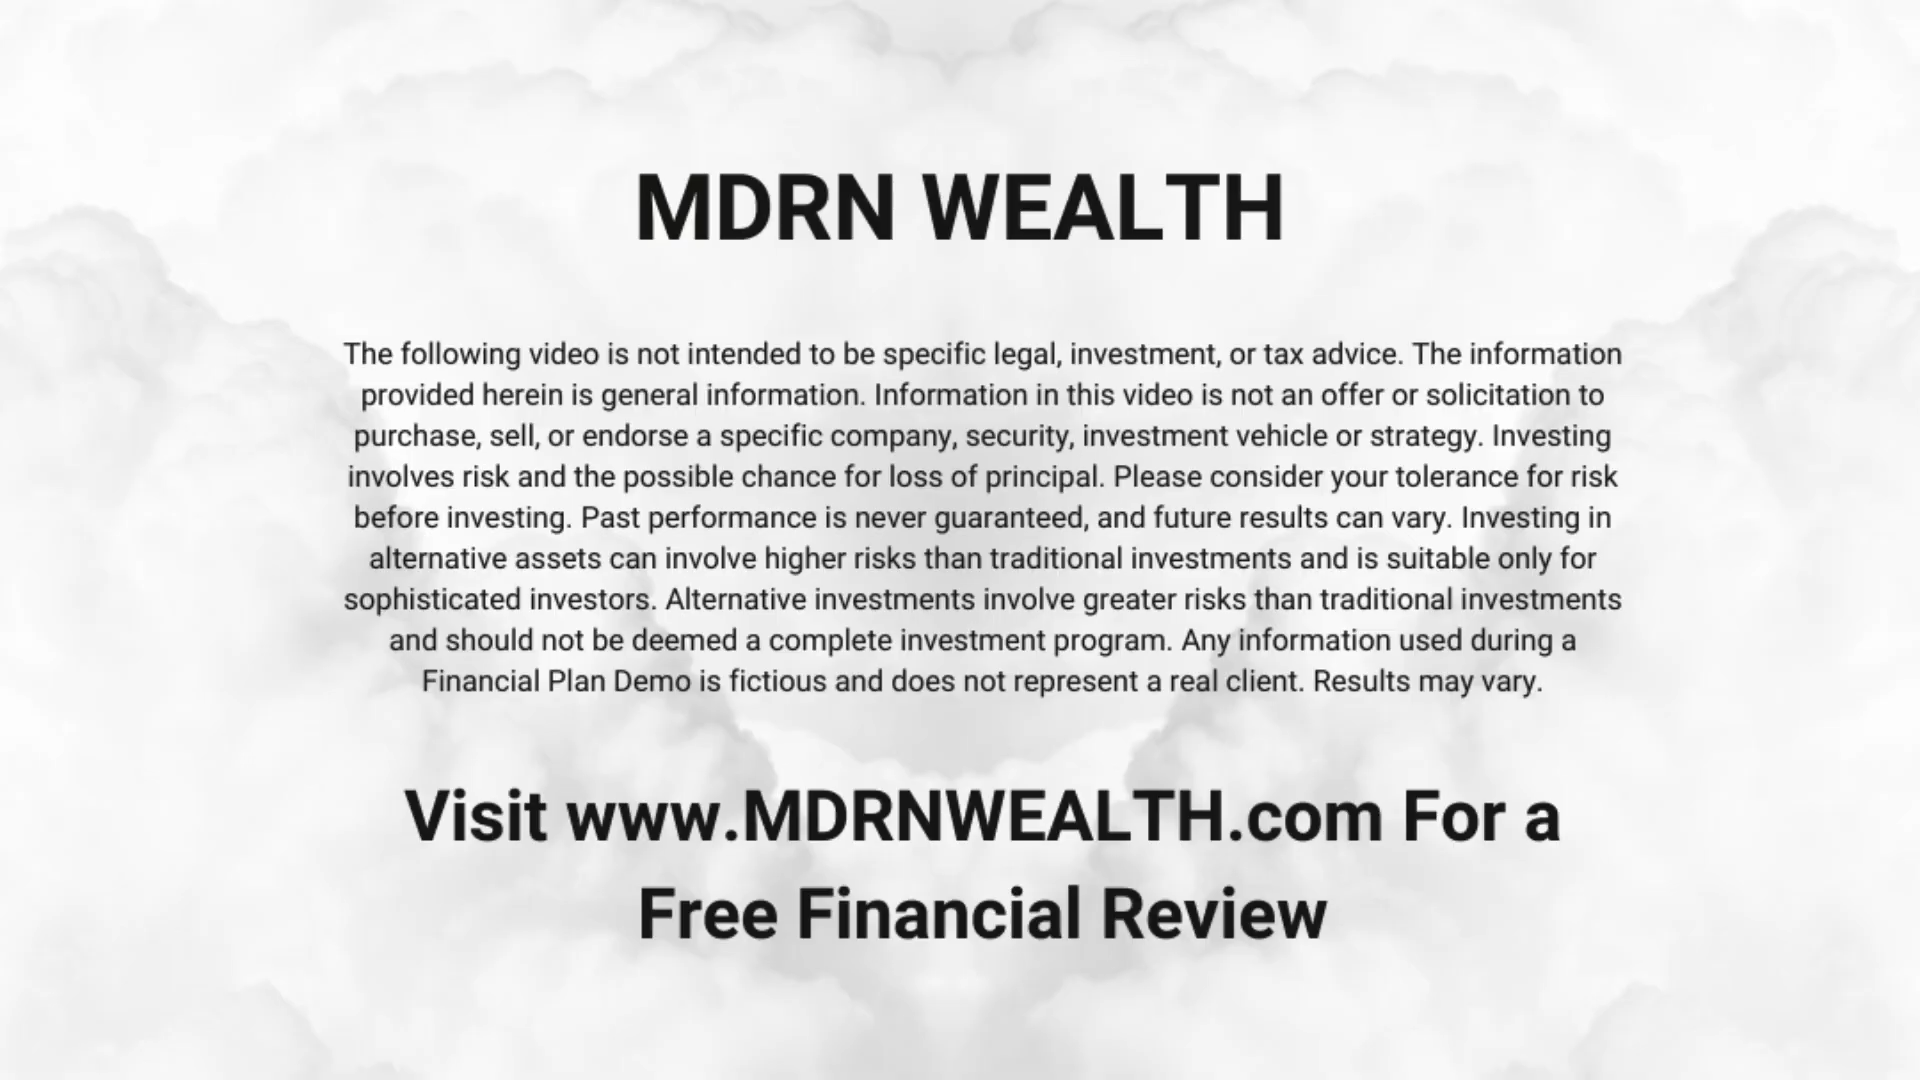 MDRN WEALTH
The following video is not intended to be specific legal, investment, or tax advice. The information
provided herein is general information. Information in this video is not an offer or solicitation to
purchase, sell, or endorse a specific company, security, investment vehicle or strategy. Investing
involves risk and the possible chance for loss of principal. Please consider your tolerance for risk
before investing. Past performance is never guaranteed, and future results can vary. Investing in
alternative assets can involve higher risks than traditional investments and is suitable only for
sophisticated investors. Alternative investments involve greater risks than traditional investments
and should not be deemed a complete investment program. Any information used during a
Financial Plan Demo is fictious and does not represent a real client. Results may vary.
Visit www.MDRNWEALTH.com For a
Free Financial Review